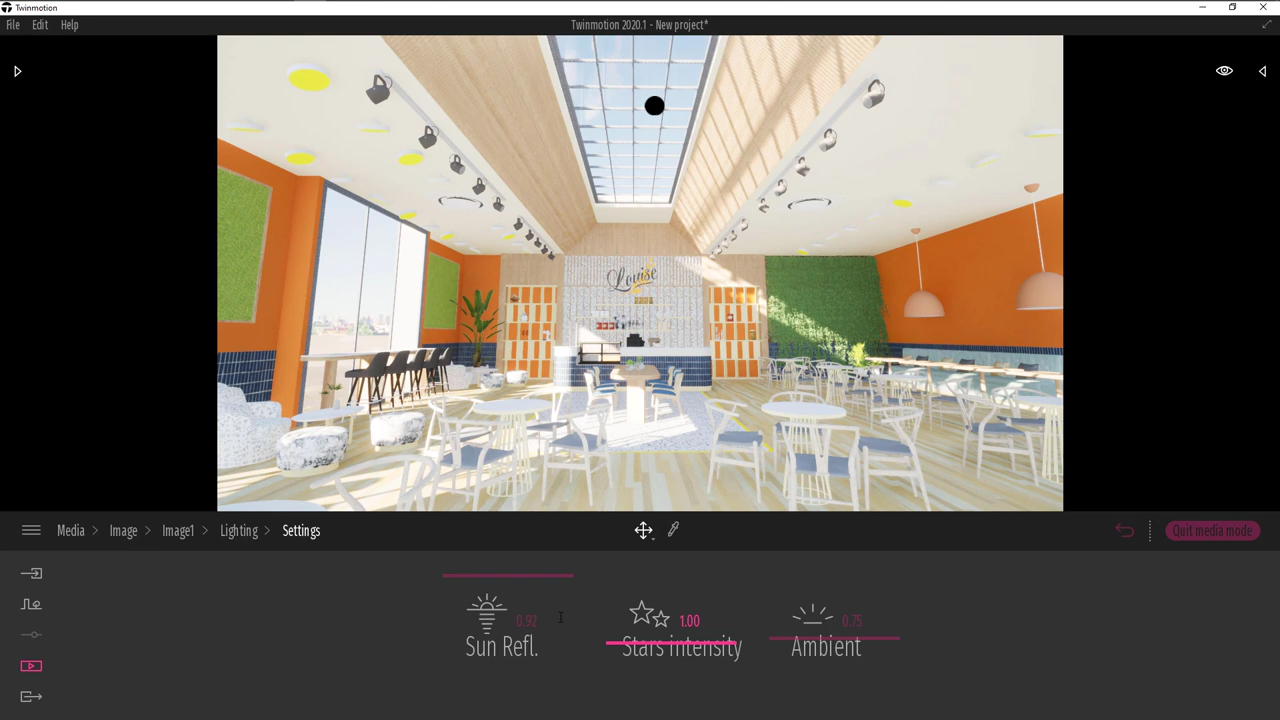 Twinmotion
File Edit Help
Twinmotion 2020.1 - New project*
Louise
Media > Image > Image1 > Lighting > Settings
Quit media mode
0.92 1.00 0.75
Sun Refl. Stars intensity Ambient